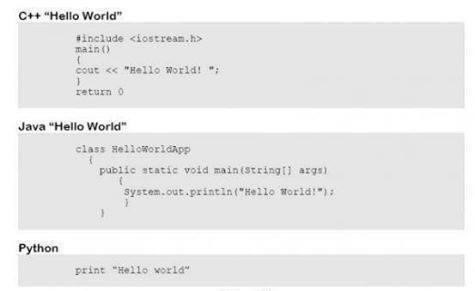 C++ “Hello World”
#include <iostream.h>
main()
{
cout << "Hello World! ";
}
return 0
Java “Hello World”
class HelloWorldApp
{
public static void main(String[] args)
{
System.out.println("Hello World!");
}
}
Python
print “Hello world”